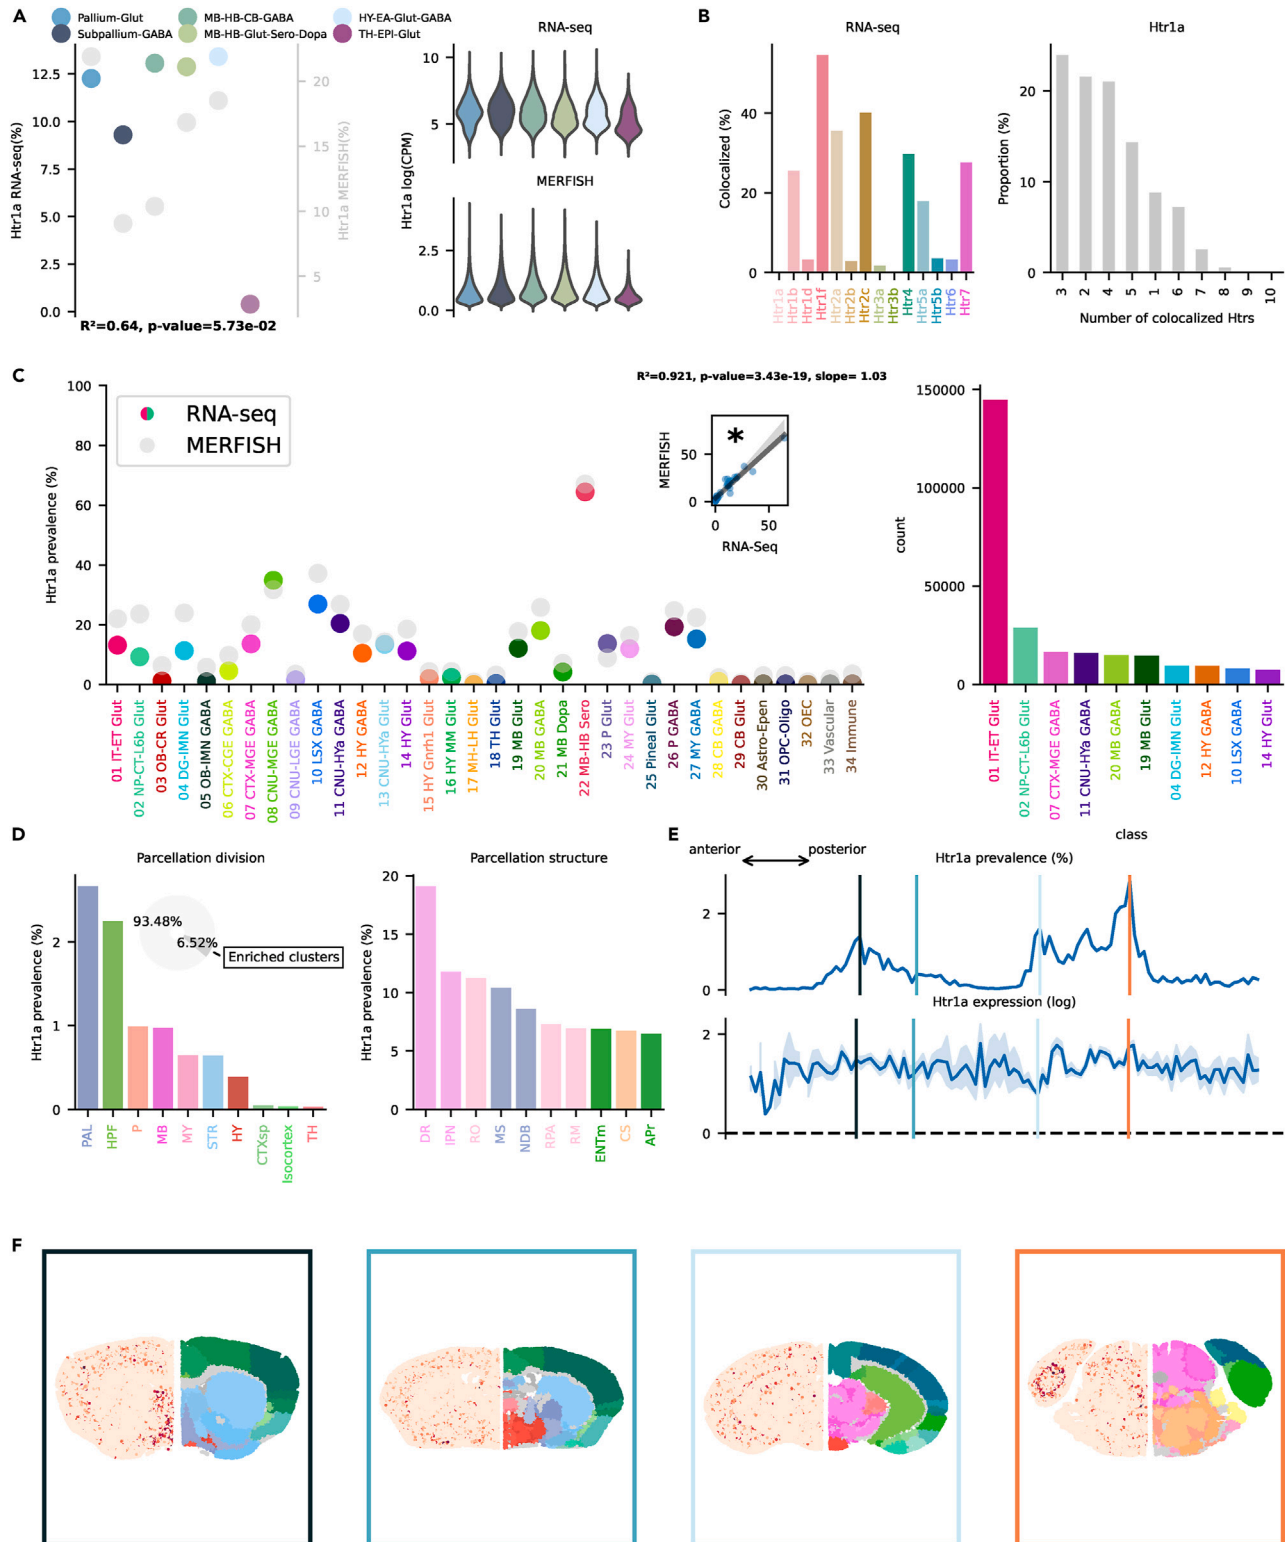 A
Pallium-Glut
MB-HB-CB-GABA
HY-EA-Glut-GABA
Subpallium-GABA
MB-HB-Glut-Sero-Dopa
TH-EPI-Glut
Htr1a RNA-seq(%)
12.5
10.0
7.5
5.0
2.5
0.0
Htr1a MERFISH(%)
20
15
10
5
R²=0.64, p-value=5.73e-02
RNA-seq
Htr1a log(CPM)
10
5
MERFISH
2.5
0.0
B
RNA-seq
Colocalized (%)
40
20
0
Htr1a
Htr1b
Htr1d
Htr1f
Htr2a
Htr2b
Htr2c
Htr3a
Htr3b
Htr4
Htr5a
Htr5b
Htr6
Htr7
Htr1a
Proportion (%)
20
10
0
3
2
4
5
1
6
7
8
9
10
Number of colocalized Htrs
C
Htr1a prevalence (%)
100
80
60
40
20
0
RNA-seq
MERFISH
R²=0.921, p-value=3.43e-19, slope= 1.03
MERFISH
50
0
*
0
50
RNA-Seq
01 IT-ET Glut
02 NP-CT-L6b Glut
03 OB-CR Glut
04 DG-IMN Glut
05 OB-IMN GABA
06 CTX-CGE GABA
07 CTX-MGE GABA
08 CNU-MGE GABA
09 CNU-LGE GABA
10 LSX GABA
11 CNU-HYa GABA
12 HY GABA
13 CNU-HYa Glut
14 HY Glut
15 HY Gnrh1 Glut
16 HY MM Glut
17 MH-LH Glut
18 TH Glut
19 MB Glut
20 MB GABA
21 MB Dopa
22 MB-HB Sero
23 P Glut
24 MY Glut
25 Pineal Glut
26 P GABA
27 MY GABA
28 CB GABA
29 CB Glut
30 Astro-Epen
31 OPC-Oligo
32 OEC
33 Vascular
34 Immune
count
150000
100000
50000
0
01 IT-ET Glut
02 NP-CT-L6b Glut
07 CTX-MGE GABA
11 CNU-HYa GABA
20 MB GABA
19 MB Glut
04 DG-IMN Glut
12 HY GABA
10 LSX GABA
14 HY Glut
class
D
Parcellation division
Htr1a prevalence (%)
2
1
0
93.48%
6.52%
Enriched clusters
PAL
HPF
P
MB
MY
STR
HY
CTXsp
Isocortex
TH
Parcellation structure
Htr1a prevalence (%)
20
15
10
5
0
DR
IPN
RO
MS
NDB
RPA
RM
ENTm
CS
APr
E
anterior
posterior
Htr1a prevalence (%)
2
0
Htr1a expression (log)
2
0
F